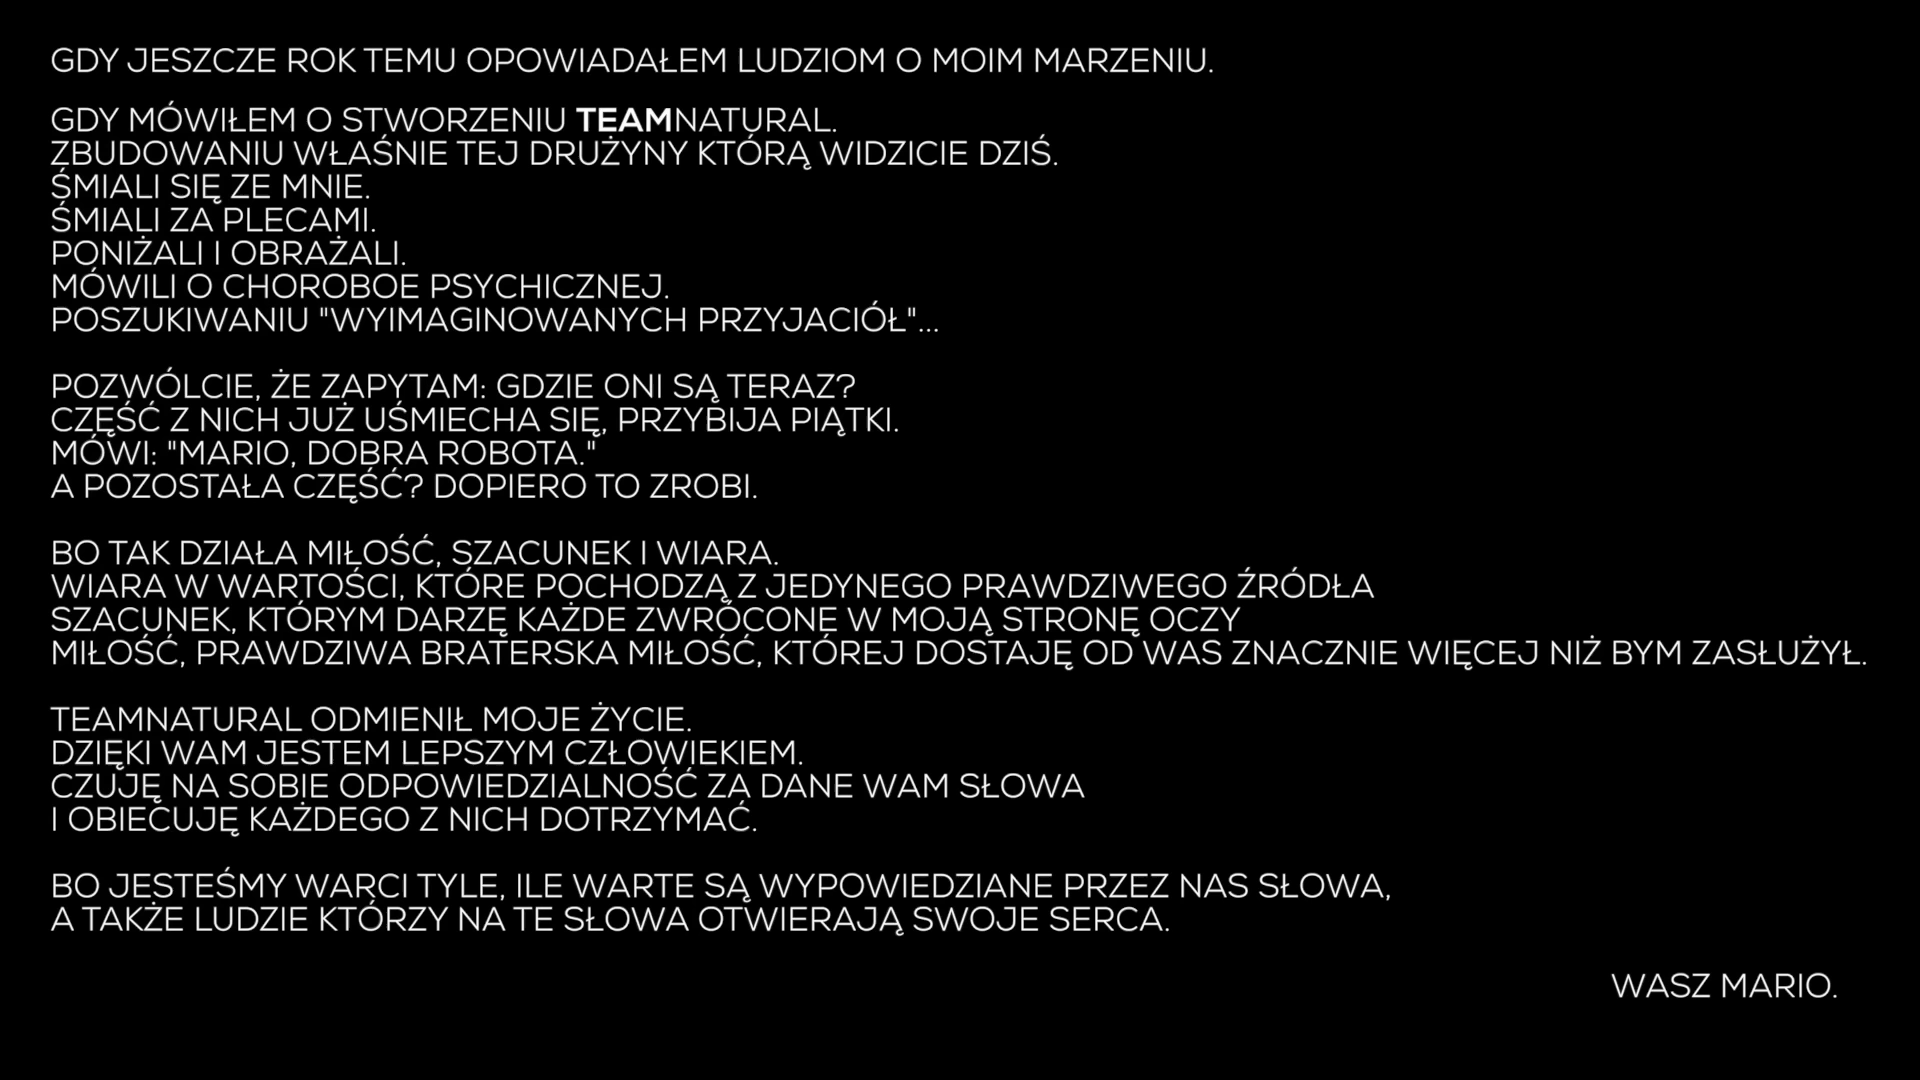 GDY JESZCZE ROK TEMU OPOWIADAŁEM LUDZIOM O MOIM MARZENIU.
GDY MÓWIŁEM O STWORZENIU TEAMNATURAL.
ZBUDOWANIU WŁAŚNIE TEJ DRUŻYNY KTÓRĄ WIDZICIE DZIŚ.
ŚMIALI SIĘ ZE MNIE.
ŚMIALI ZA PLECAMI.
PONIŻALI I OBRAŻALI.
MÓWILI O CHOROBOE PSYCHICZNEJ.
POSZUKIWANIU "WYIMAGINOWANYCH PRZYJACIÓŁ"...
POZWÓLCIE, ŻE ZAPYTAM: GDZIE ONI SĄ TERAZ?
CZĘŚĆ Z NICH JUŻ UŚMIECHA SIĘ, PRZYBIJA PIĄTKI.
MÓWI: "MARIO, DOBRA ROBOTA."
A POZOSTAŁA CZĘŚĆ? DOPIERO TO ZROBI.
BO TAK DZIAŁA MIŁOŚĆ, SZACUNEK I WIARA.
WIARA W WARTOŚCI, KTÓRE POCHODZĄ Z JEDYNEGO PRAWDZIWEGO ŹRÓDŁA
SZACUNEK, KTÓRYM DARZĘ KAŻDE ZWRÓCONE W MOJĄ STRONĘ OCZY
MIŁOŚĆ, PRAWDZIWA BRATERSKA MIŁOŚĆ, KTÓREJ DOSTAJĘ OD WAS ZNACZNIE WIĘCEJ NIŻ BYM ZASŁUŻYŁ.
TEAMNATURAL ODMIENIŁ MOJE ŻYCIE.
DZIĘKI WAM JESTEM LEPSZYM CZŁOWIEKIEM.
CZUJĘ NA SOBIE ODPOWIEDZIALNOŚĆ ZA DANE WAM SŁOWA
I OBIECUJĘ KAŻDEGO Z NICH DOTRZYMAĆ.
BO JESTEŚMY WARCI TYLE, ILE WARTE SĄ WYPOWIEDZIANE PRZEZ NAS SŁOWA,
A TAKŻE LUDZIE KTÓRZY NA TE SŁOWA OTWIERAJĄ SWOJE SERCA.
WASZ MARIO.